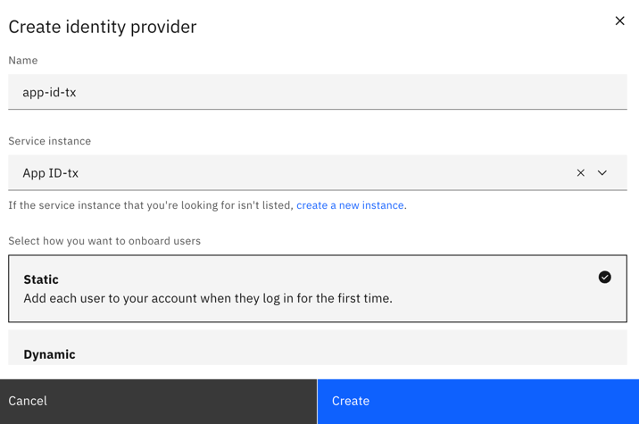 Create identity provider
Name
app-id-tx
Service instance
App ID-tx
If the service instance that you're looking for isn't listed, create a new instance.
Select how you want to onboard users
Static
Add each user to your account when they log in for the first time.
Dynamic
Cancel
Create